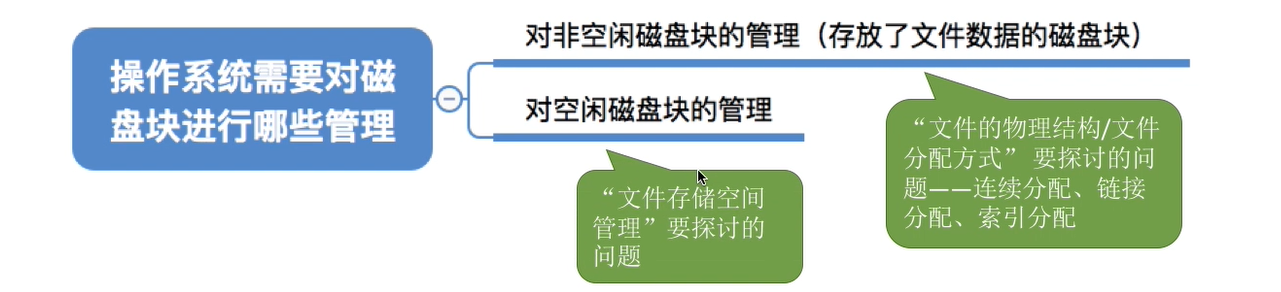 操作系统需要对磁
盘块进行哪些管理
对非空闲磁盘块的管理（存放了文件数据的磁盘块）
对空闲磁盘块的管理
“文件存储空间
管理”要探讨的
问题
“文件的物理结构/文件
分配方式” 要探讨的问
题——连续分配、链接
分配、索引分配